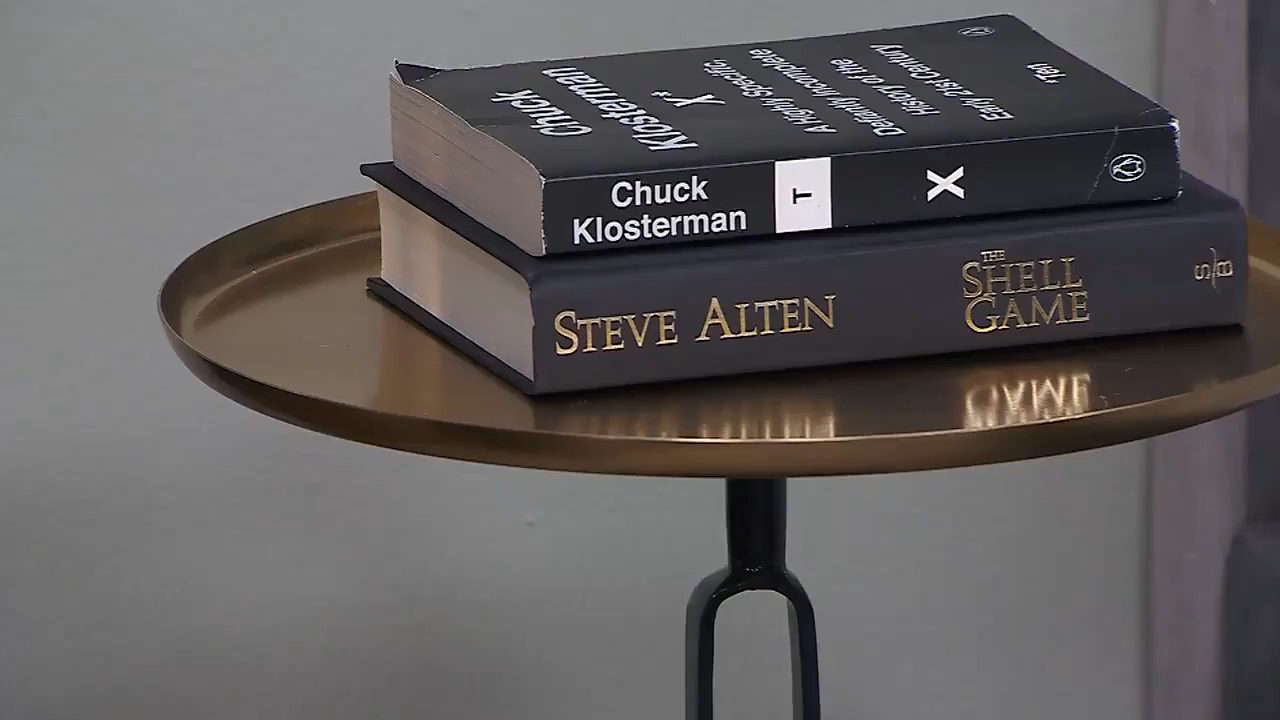 Chuck
Klosterman
X*
A Highly Specific,
Defiantly Incomplete
History of the
Early 21st Century
*Ten
Chuck
Klosterman
T
X
STEVE ALTEN
THE
SHELL
GAME
S/B